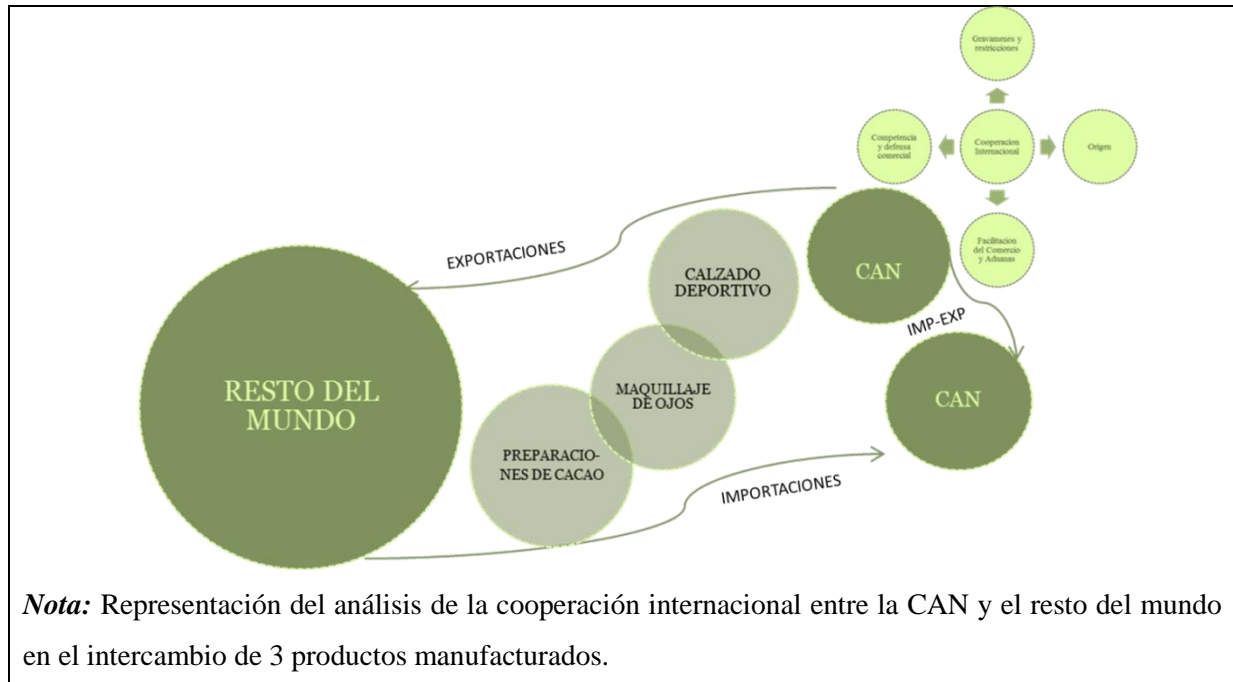 Gravamenes y
restricciones
Competencia
y defensa
comercial
Cooperacion
Internacional
Origen
Facilitacion
del Comercio
y Aduanas
EXPORTACIONES
CALZADO
DEPORTIVO
CAN
IMP-EXP
RESTO DEL
MUNDO
MAQUILLAJE
DE OJOS
CAN
PREPARACIO-
NES DE CACAO
IMPORTACIONES
Nota: Representación del análisis de la cooperación internacional entre la CAN y el resto del mundo
en el intercambio de 3 productos manufacturados.